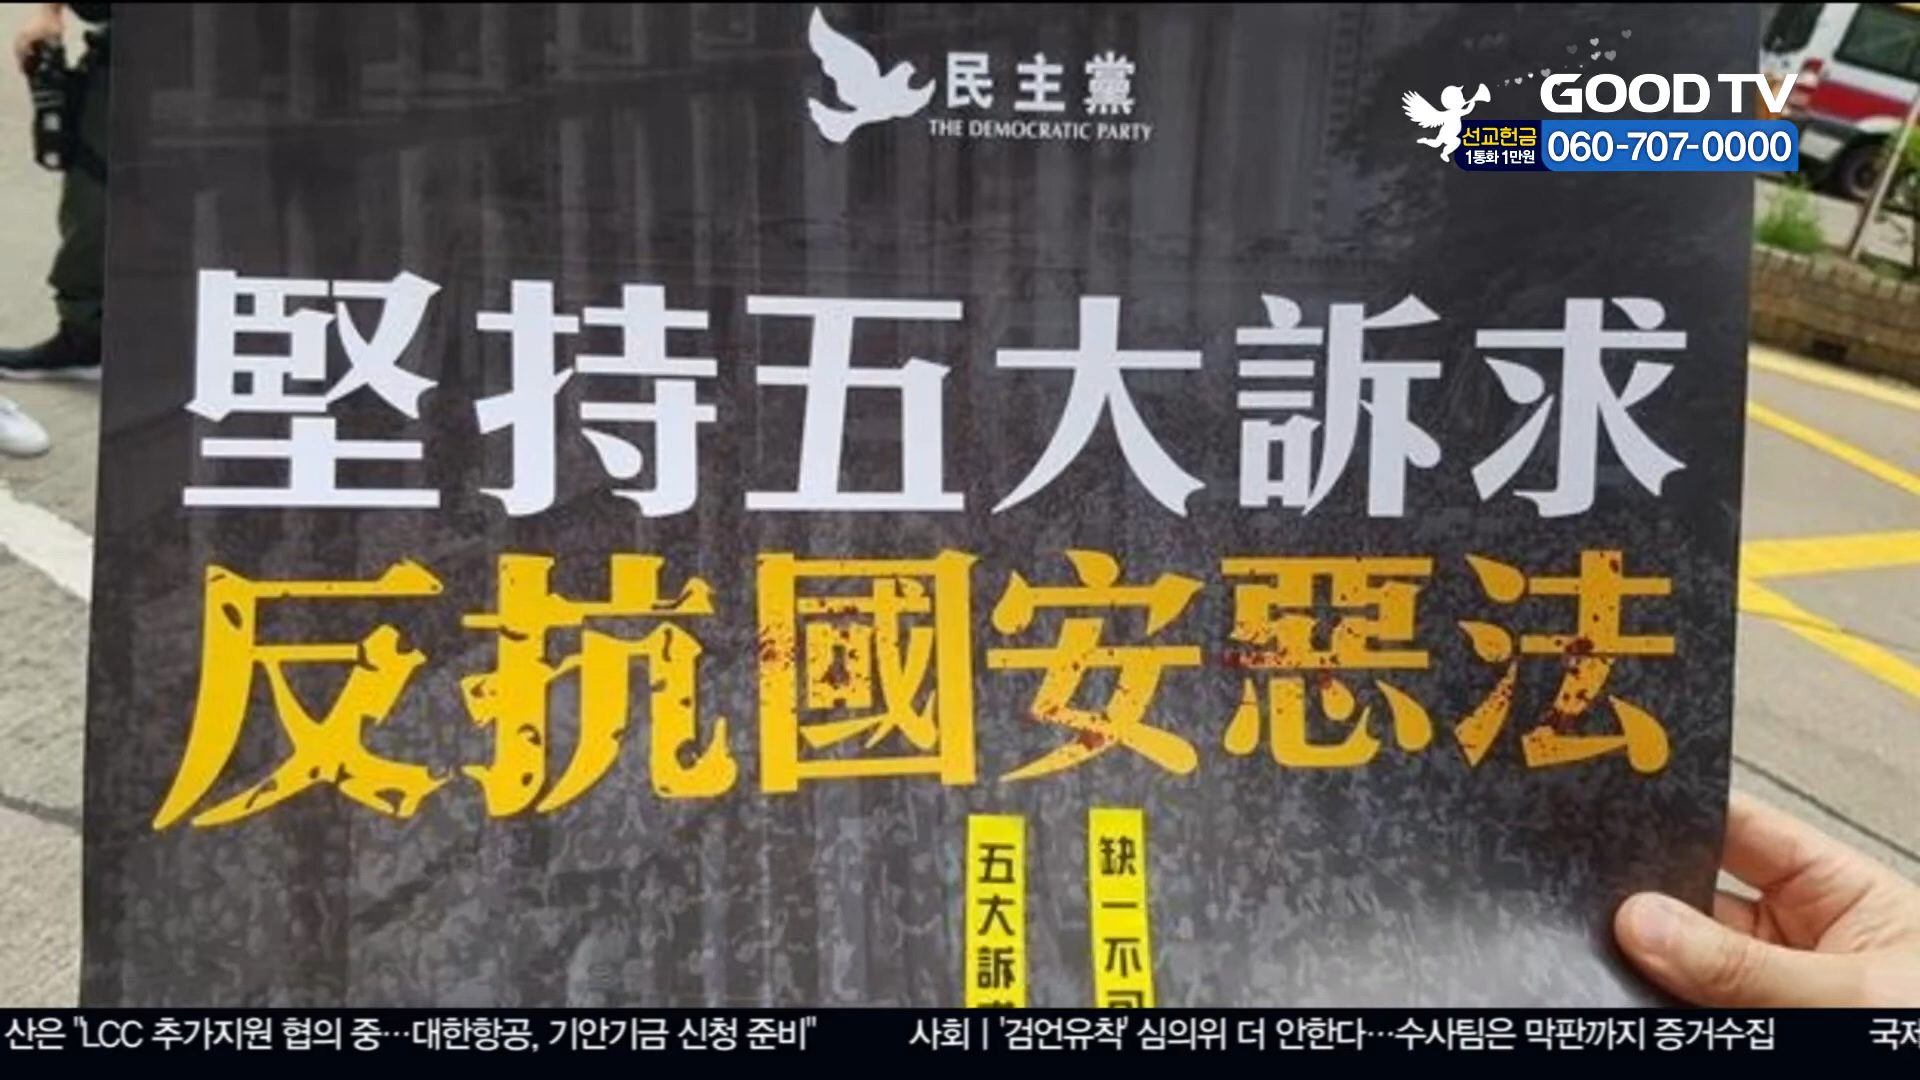 民主黨
THE DEMOCRATIC PARTY
GOOD TV
선교헌금
1통화 1만원
060-707-0000
堅持五大訴求
反抗國安惡法
五大訴
缺一不可
산은 "LCC 추가지원 협의 중…대한항공, 기안기금 신청 준비"
사회 | '검언유착' 심의위 더 안한다…수사팀은 막판까지 증거수집
국제